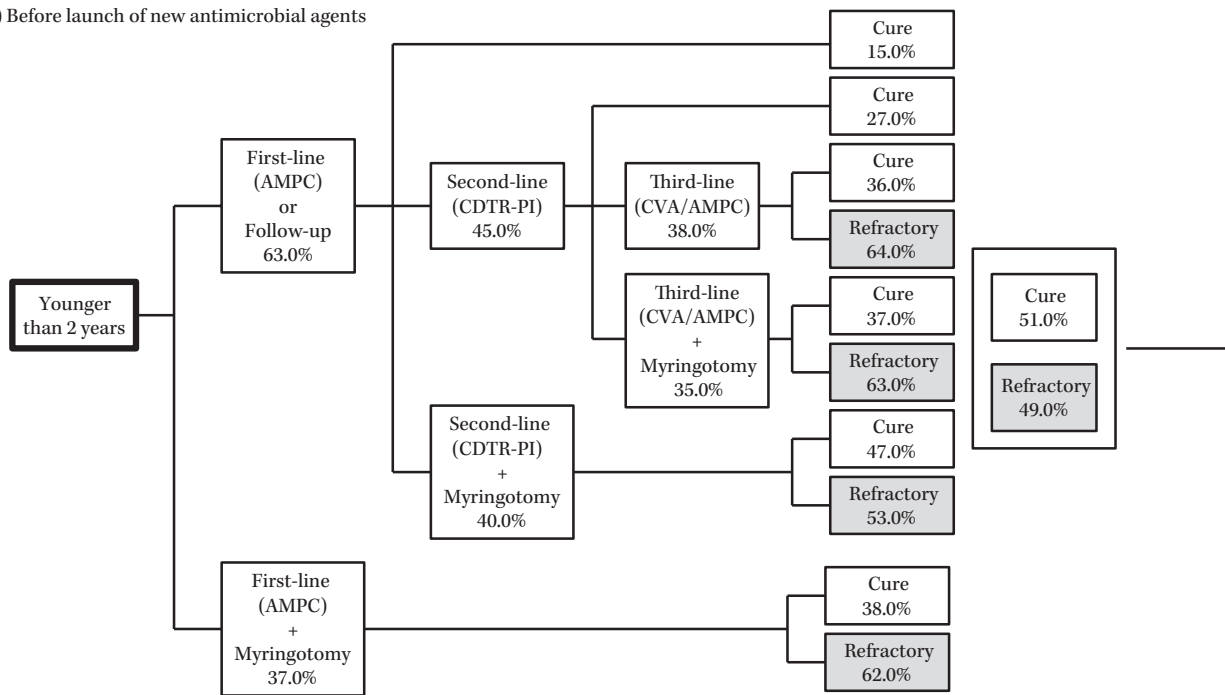 ) Before launch of new antimicrobial agents
Younger
than 2 years
First-line
(AMPC)
or
Follow-up
63.0%
First-line
(AMPC)
+
Myringotomy
37.0%
Second-line
(CDTR-PI)
45.0%
Second-line
(CDTR-PI)
+
Myringotomy
40.0%
Third-line
(CVA/AMPC)
38.0%
Third-line
(CVA/AMPC)
+
Myringotomy
35.0%
Cure
15.0%
Cure
27.0%
Cure
36.0%
Refractory
64.0%
Cure
37.0%
Refractory
63.0%
Cure
47.0%
Refractory
53.0%
Cure
38.0%
Refractory
62.0%
Cure
51.0%
Refractory
49.0%